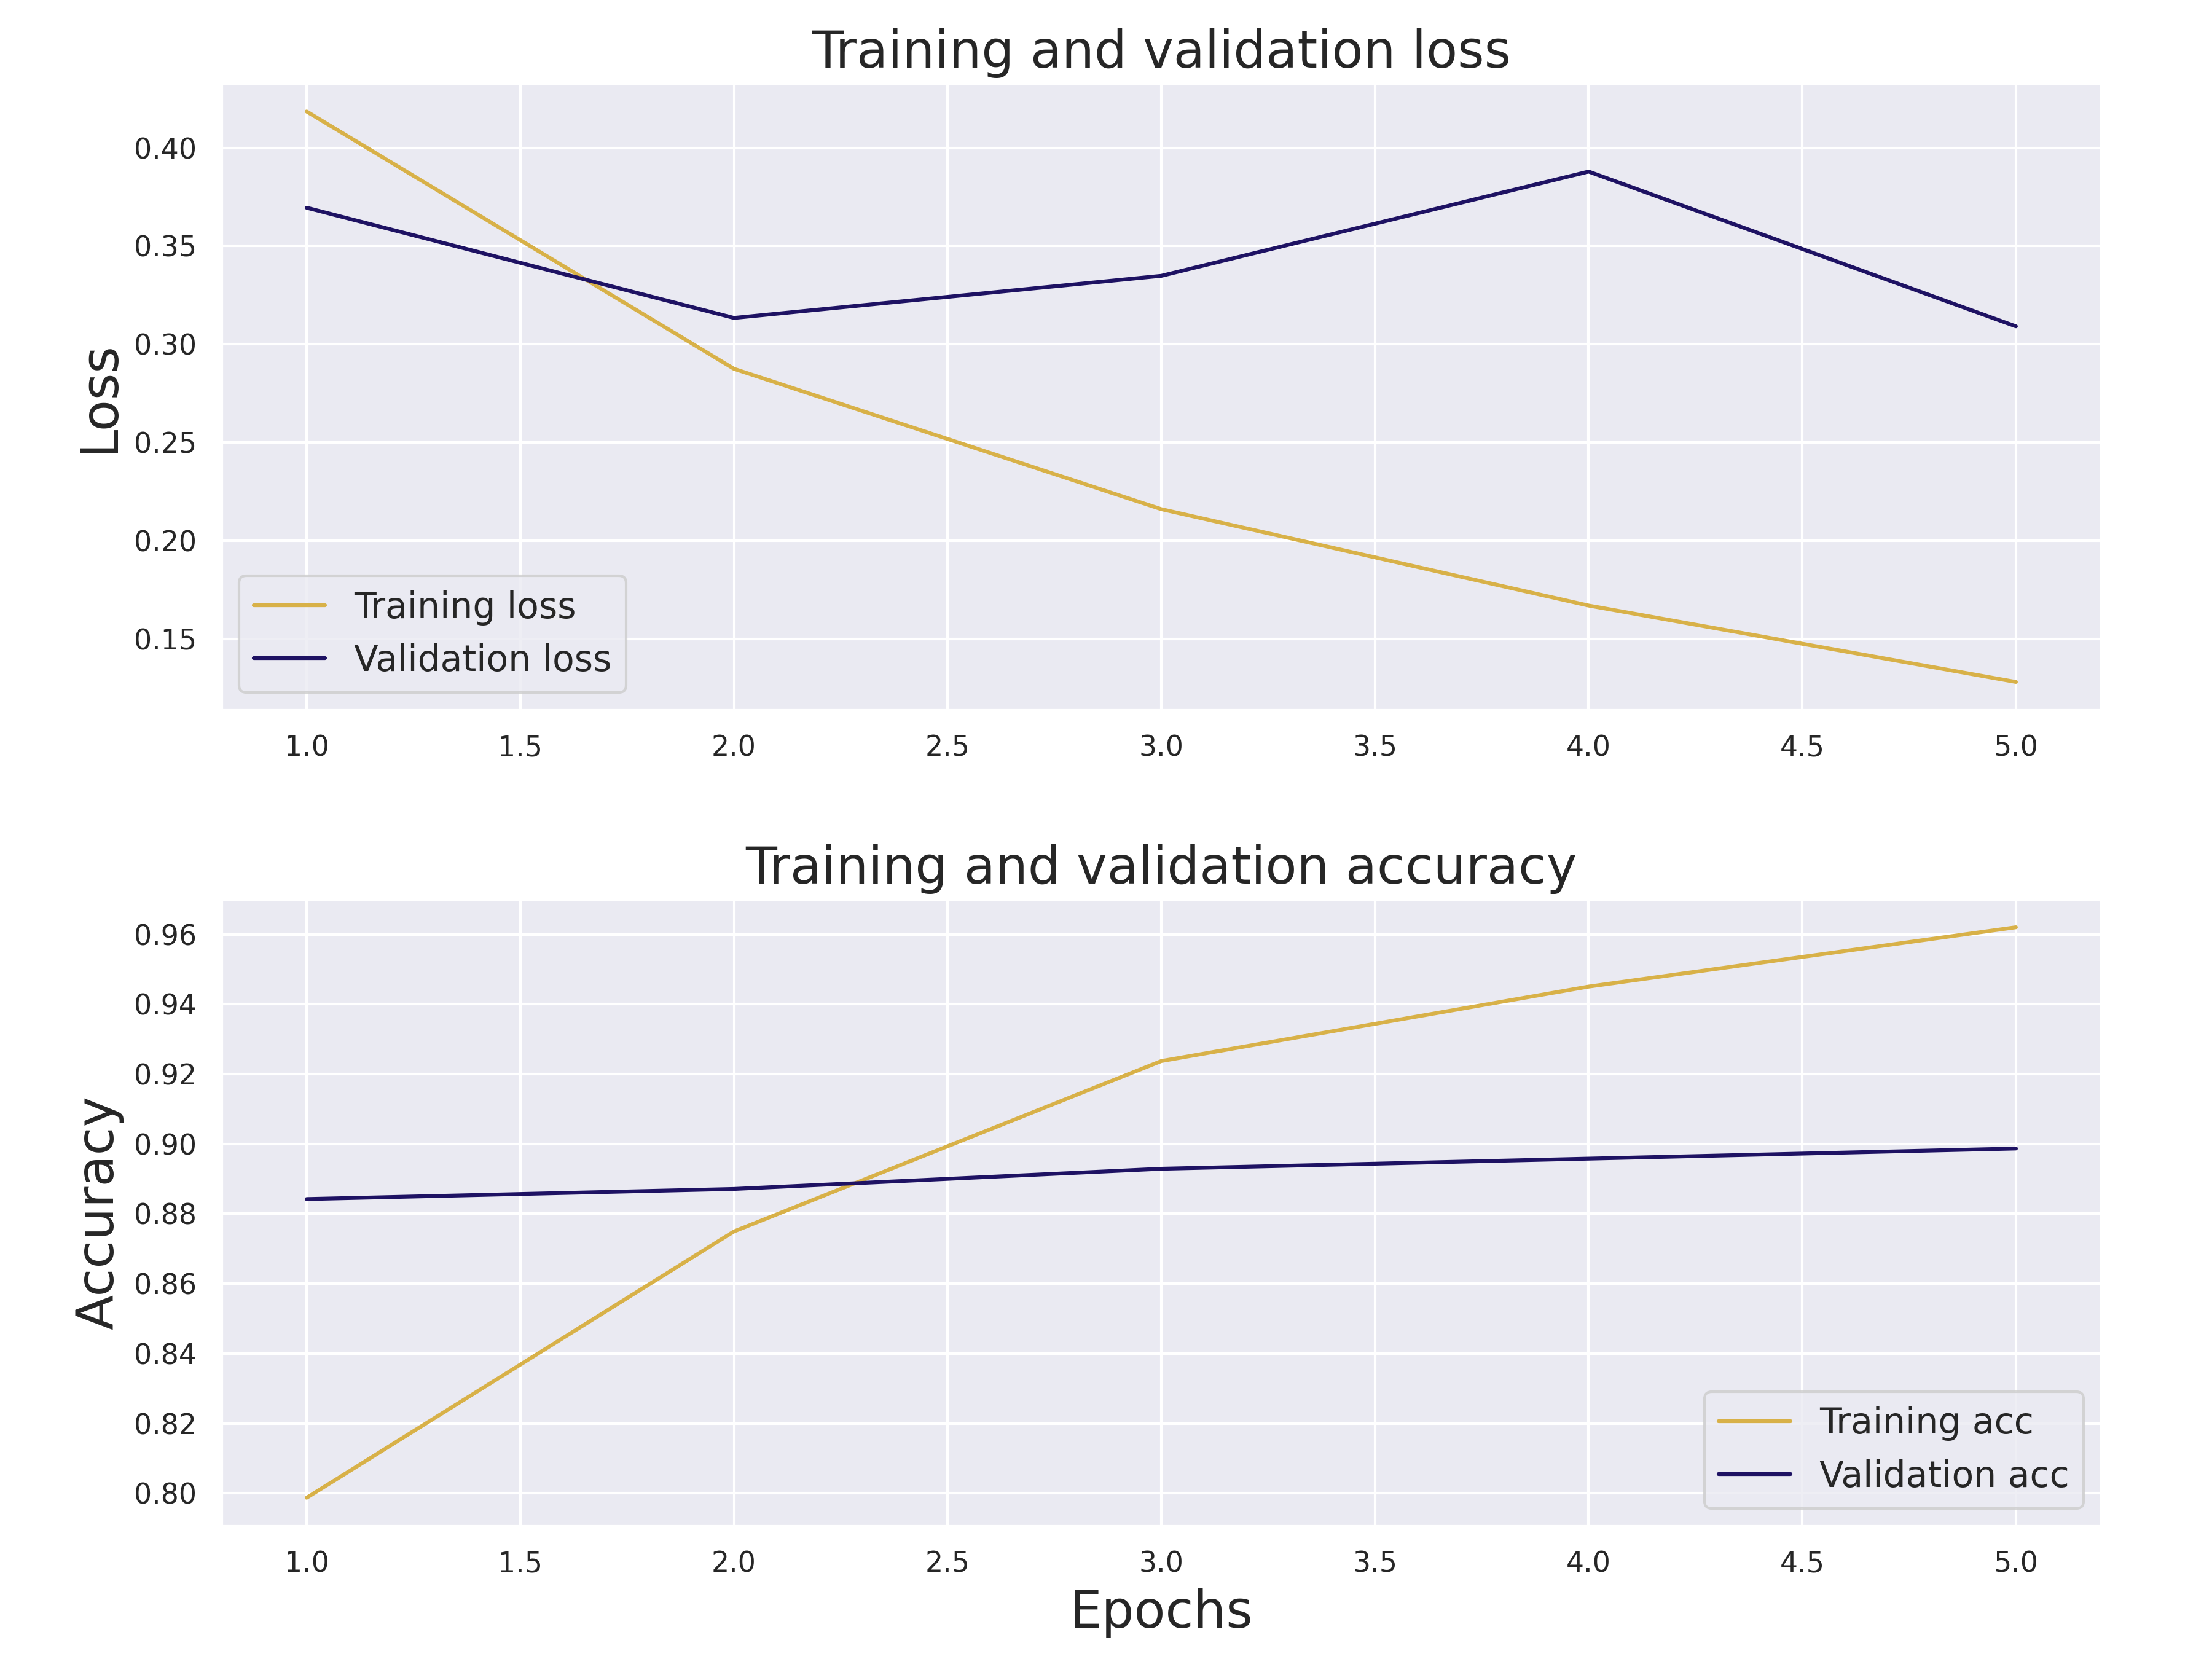 Training and validation loss
0.40
0.35
0.30
0.25
0.20
0.15
Loss
Training loss
Validation loss
1.0 1.5 2.0 2.5 3.0 3.5 4.0 4.5 5.0
Training and validation accuracy
0.96
0.94
0.92
0.90
0.88
0.86
0.84
0.82
0.80
Accuracy
Training acc
Validation acc
1.0 1.5 2.0 2.5 3.0 3.5 4.0 4.5 5.0
Epochs